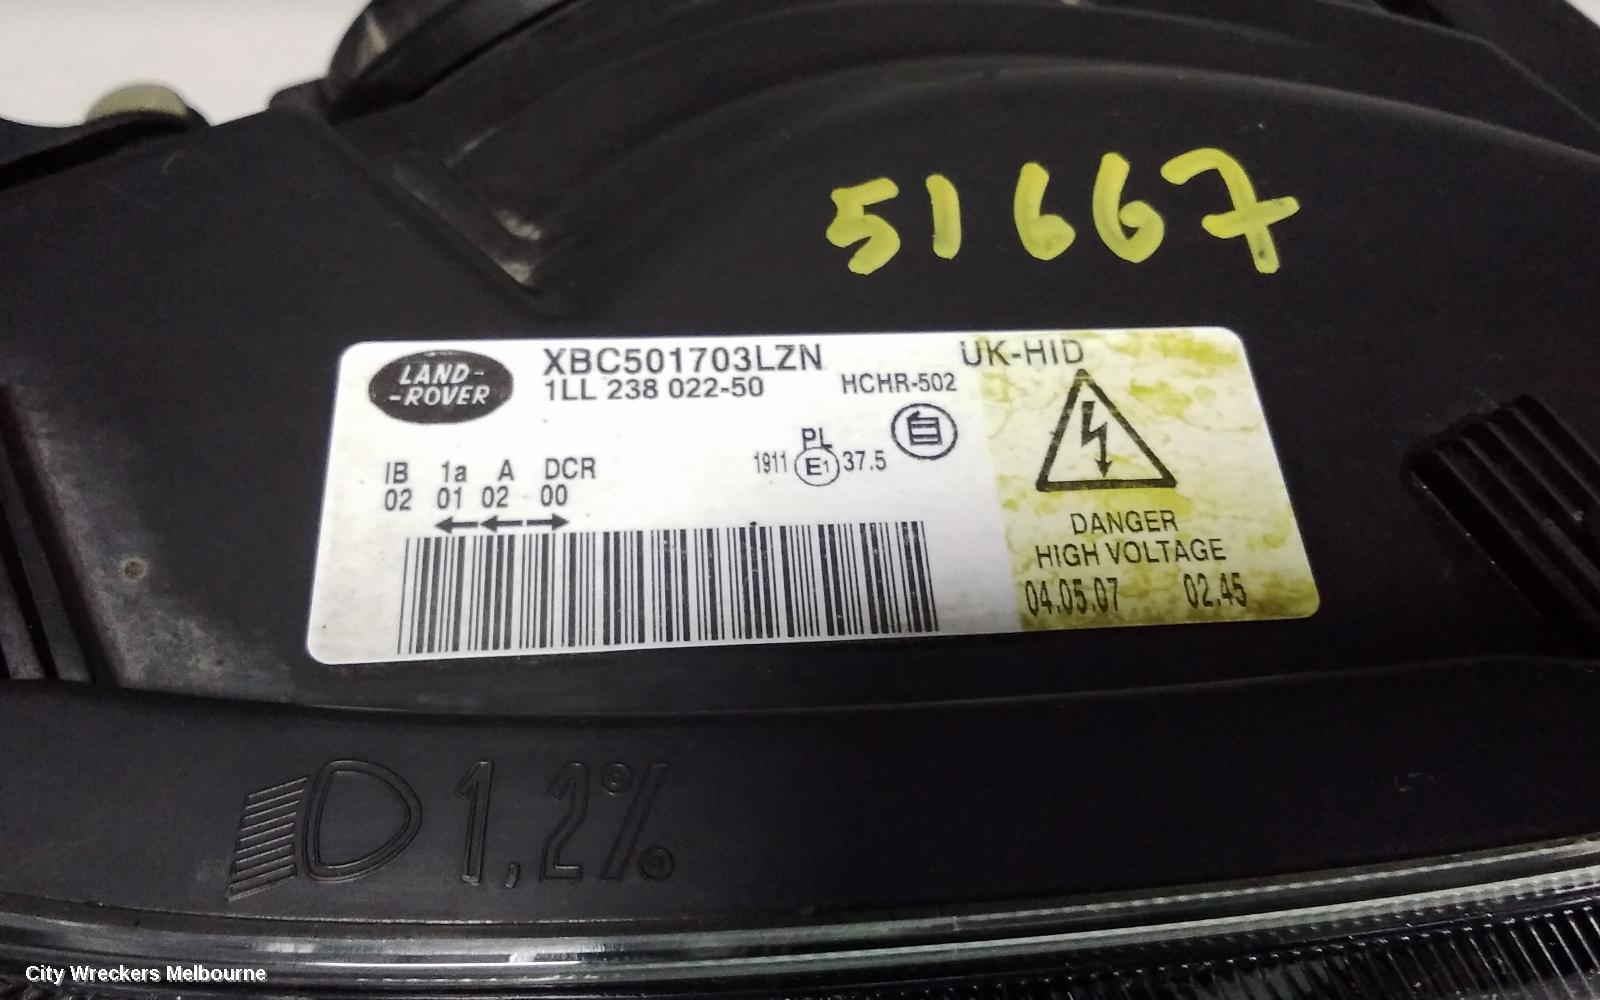 51667
LAND-
-ROVER
XBC501703LZN
UK-HID
1LL 238 022-50
HCHR-502
PL
IB 1a A DCR
1911 E1 37.5
02 01 02 00
DANGER
HIGH VOLTAGE
04.05.07 02.45
1,2%
City Wreckers Melbourne